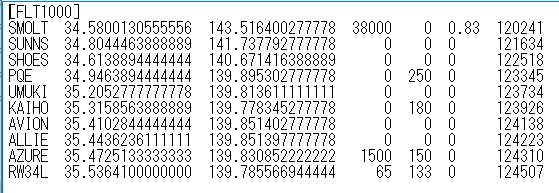 [FLT1000]
SMOLT 34.5800130555556 143.516400277778 38000 0 0.83 120241
SUNNS 34.8044463888889 141.737792777778 0 0 0 121634
SHOES 34.6138894444444 140.671416388889 0 0 0 122518
PQE 34.9463894444444 139.895302777778 0 250 0 123345
UMUKI 35.2052777777778 139.813611111111 0 0 0 123734
KAIHO 35.3158563888889 139.778345277778 0 180 0 123926
AVION 35.4102844444444 139.851402777778 0 0 0 124138
ALLIE 35.4436236111111 139.851397777778 0 0 0 124223
AZURE 35.4725133333333 139.830852222222 1500 150 0 124310
RW34L 35.5364100000000 139.785566944444 65 133 0 124507